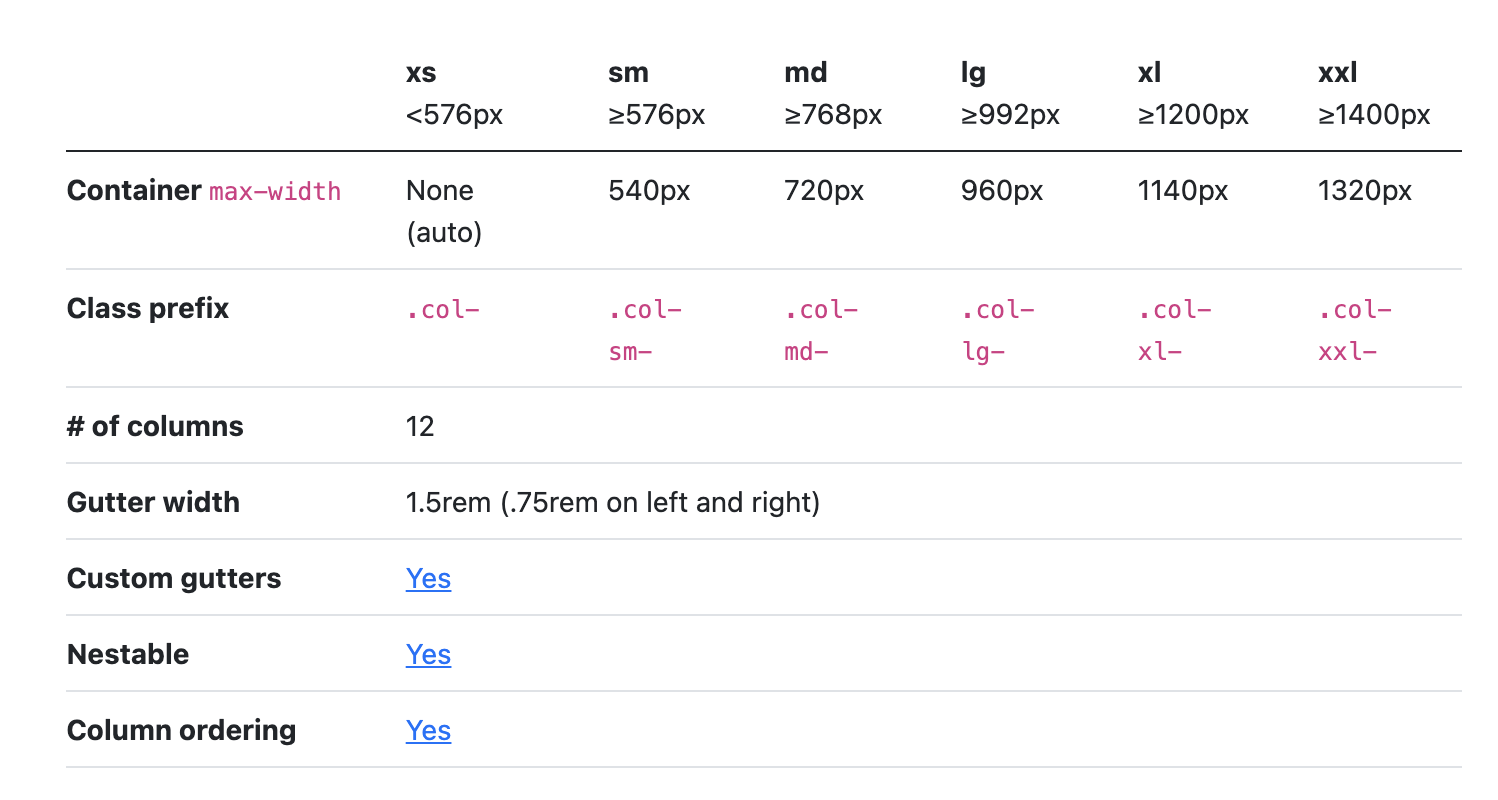 xs sm md lg xl xxl
<576px ≥576px ≥768px ≥992px ≥1200px ≥1400px
Container max-width None 540px 720px 960px 1140px 1320px
(auto)
Class prefix .col- .col- .col- .col- .col- .col-
sm- md- lg- xl- xxl-
# of columns 12
Gutter width 1.5rem (.75rem on left and right)
Custom gutters Yes
Nestable Yes
Column ordering Yes